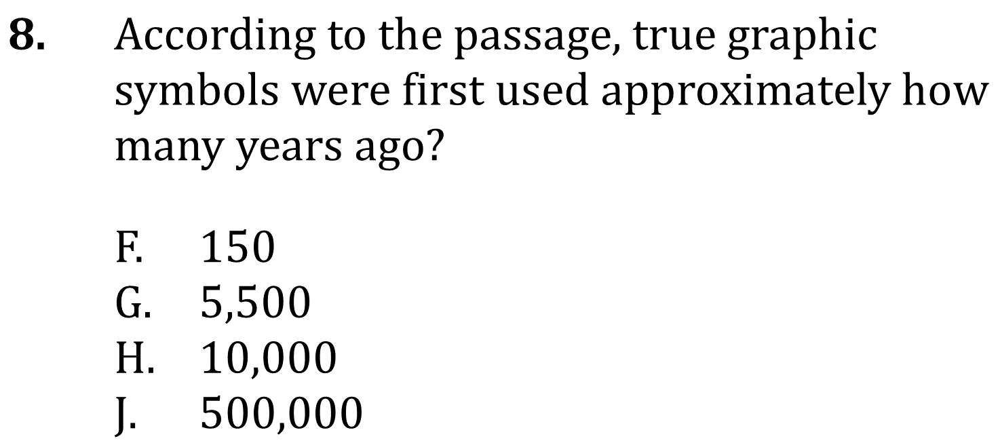 8. According to the passage, true graphic
symbols were first used approximately how
many years ago?
F. 150
G. 5,500
H. 10,000
J. 500,000